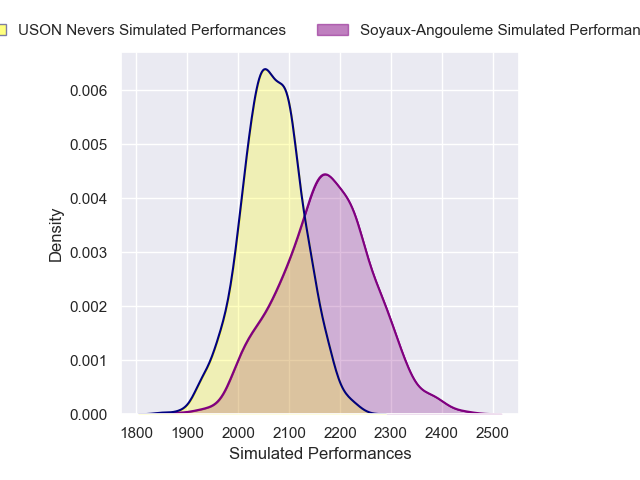 USON Nevers Simulated Performances
Soyaux-Angouleme Simulated Performan
0.006
0.005
0.004
0.003
0.002
0.001
0.000
Density
1800 1900 2000 2100 2200 2300 2400 2500
Simulated Performances